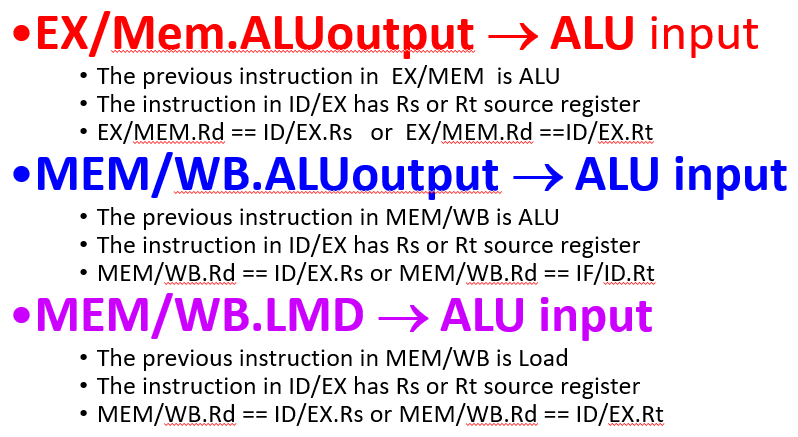 •EX/Mem.ALUoutput → ALU input
• The previous instruction in EX/MEM is ALU
• The instruction in ID/EX has Rs or Rt source register
• EX/MEM.Rd == ID/EX.Rs or EX/MEM.Rd ==ID/EX.Rt
•MEM/WB.ALUoutput → ALU input
• The previous instruction in MEM/WB is ALU
• The instruction in ID/EX has Rs or Rt source register
• MEM/WB.Rd == ID/EX.Rs or MEM/WB.Rd == IF/ID.Rt
•MEM/WB.LMD → ALU input
• The previous instruction in MEM/WB is Load
• The instruction in ID/EX has Rs or Rt source register
• MEM/WB.Rd == ID/EX.Rs or MEM/WB.Rd == ID/EX.Rt